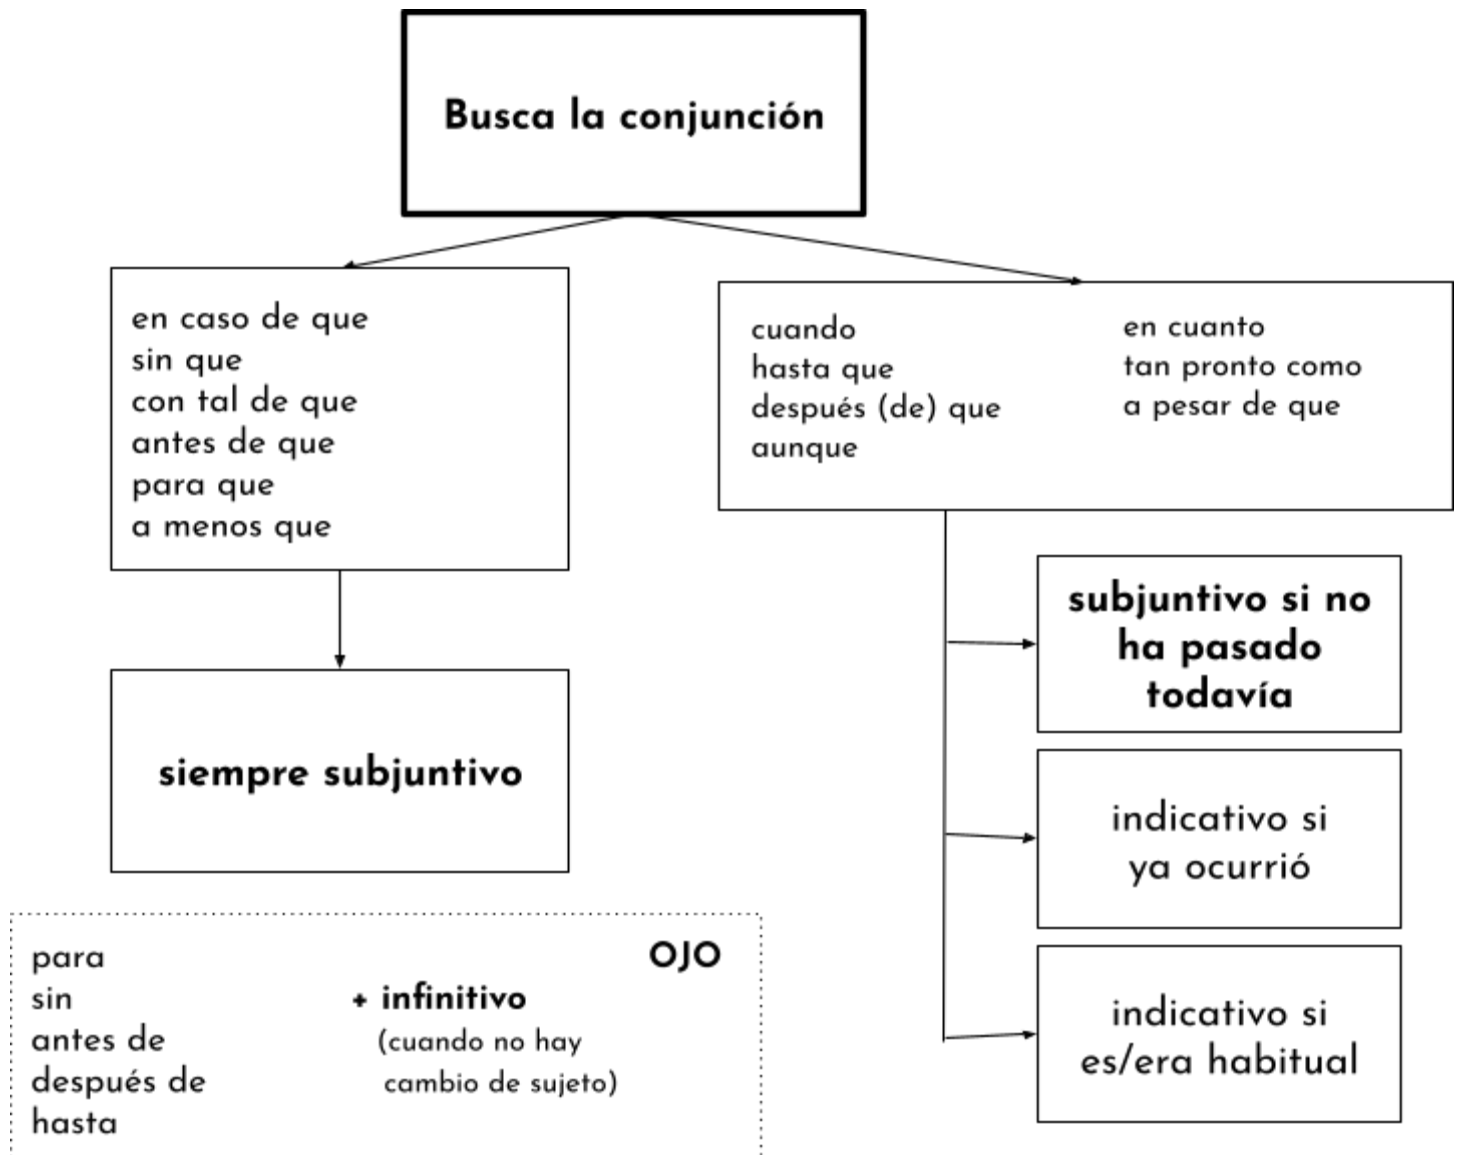 Busca la conjunción
en caso de que
sin que
con tal de que
antes de que
para que
a menos que
siempre subjuntivo
cuando
hasta que
después (de) que
aunque
en cuanto
tan pronto como
a pesar de que
subjuntivo si no
ha pasado
todavía
indicativo si
ya ocurrió
indicativo si
es/era habitual
OJO
para
sin
antes de
después de
hasta
+ infinitivo
(cuando no hay
cambio de sujeto)